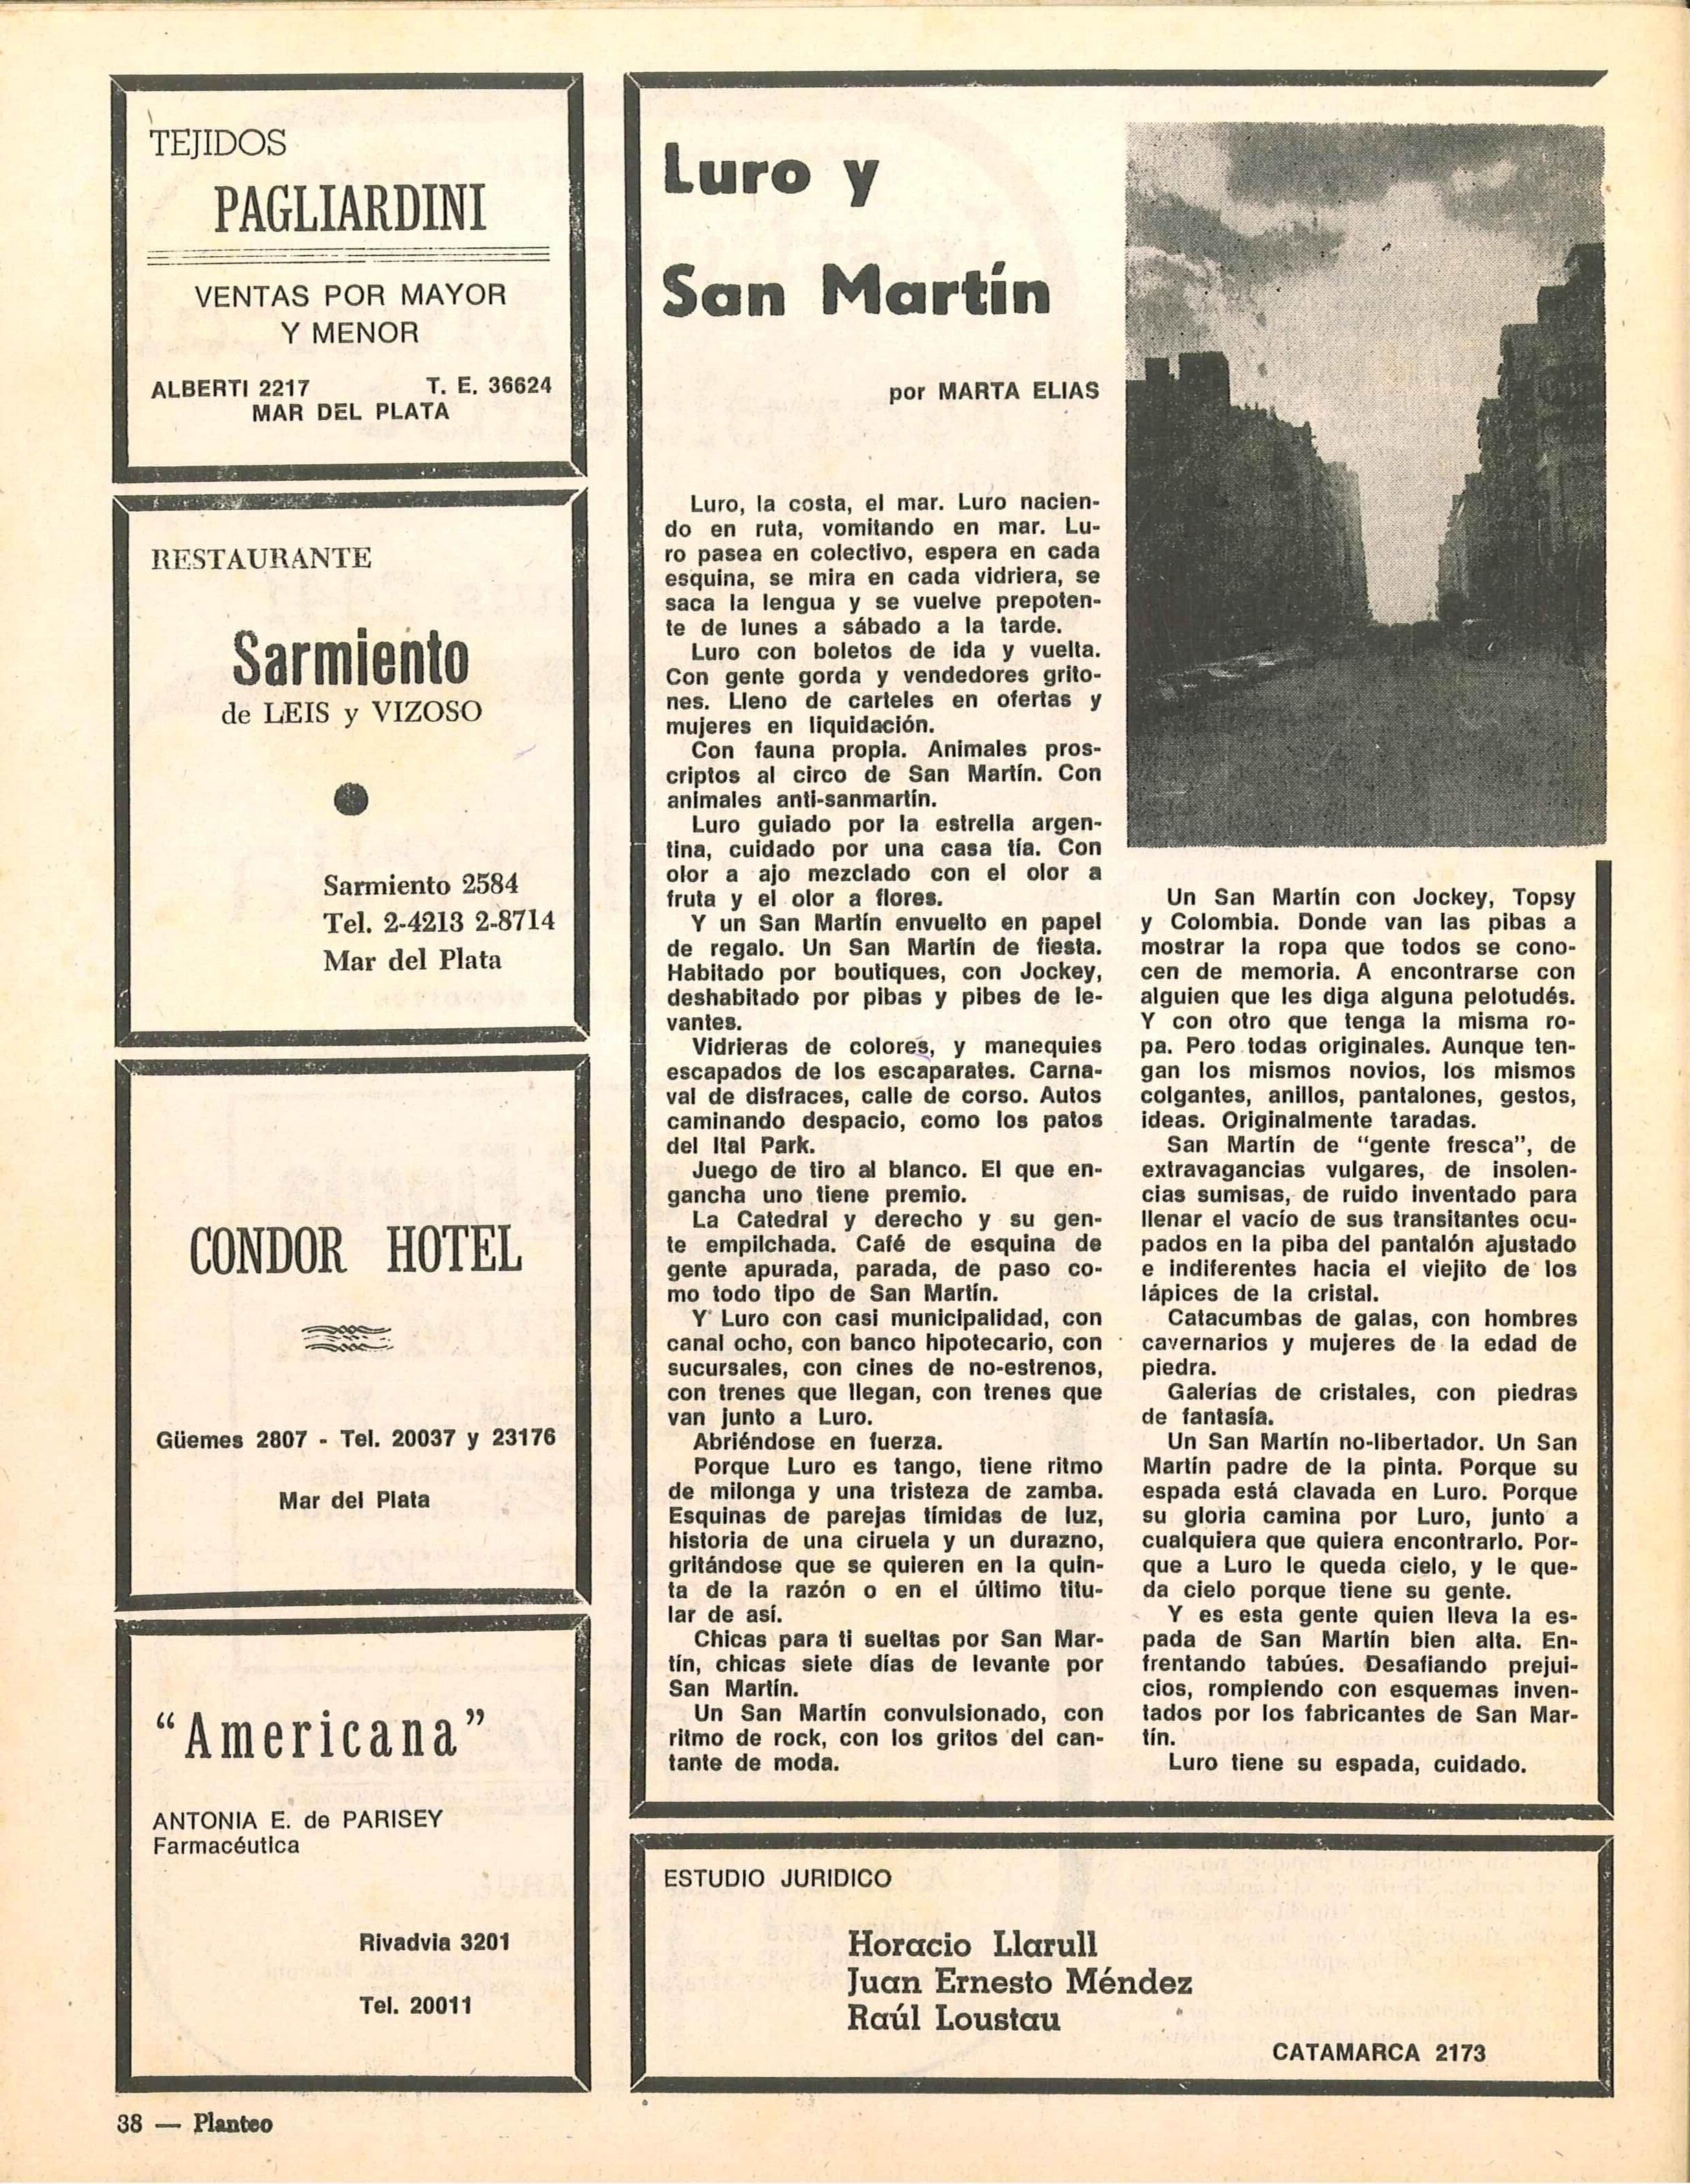 TEJIDOS
PAGLIARDINI
VENTAS POR MAYOR
Y MENOR
ALBERTI 2217 T. E. 36624
MAR DEL PLATA
RESTAURANTE
Sarmiento
de LEIS y VIZOSO
Sarmiento 2584
Tel. 2-4213 2-8714
Mar del Plata
CONDOR HOTEL
Güemes 2807 - Tel. 20037 y 23176
Mar del Plata
“Americana”
ANTONIA E. de PARISEY
Farmacéutica
Rivadvia 3201
Tel. 20011
Luro y
San Martín
por MARTA ELIAS
Luro, la costa, el mar. Luro nacien-
do en ruta, vomitando en mar. Lu-
ro pasea en colectivo, espera en cada
esquina, se mira en cada vidriera, se
saca la lengua y se vuelve prepoten-
te de lunes a sábado a la tarde.
Luro con boletos de ida y vuelta.
Con gente gorda y vendedores grito-
nes. Lleno de carteles en ofertas y
mujeres en liquidación.
Con fauna propia. Animales pros-
criptos al circo de San Martín. Con
animales anti-sanmartín.
Luro guiado por la estrella argen-
tina, cuidado por una casa tía. Con
olor a ajo mezclado con el olor a
fruta y el olor a flores.
Y un San Martín envuelto en papel
de regalo. Un San Martín de fiesta.
Habitado por boutiques, con Jockey,
deshabitado por pibas y pibes de le-
vantes.
Vidrieras de colores, y manequies
escapados de los escaparates. Carna-
val de disfraces, calle de corso. Autos
caminando despacio, como los patos
del Ital Park.
Juego de tiro al blanco. El que en-
gancha uno tiene premio.
La Catedral y derecho y su gen-
te empilchada. Café de esquina de
gente apurada, parada, de paso co-
mo todo tipo de San Martín.
Y Luro con casi municipalidad, con
canal ocho, con banco hipotecario, con
sucursales, con cines de no-estrenos,
con trenes que llegan, con trenes que
van junto a Luro.
Abriéndose en fuerza.
Porque Luro es tango, tiene ritmo
de milonga y una tristeza de zamba.
Esquinas de parejas tímidas de luz,
historia de una ciruela y un durazno,
gritándose que se quieren en la quin-
ta de la razón o en el último titu-
lar de así.
Chicas para ti sueltas por San Mar-
tín, chicas siete días de levante por
San Martín.
Un San Martín convulsionado, con
ritmo de rock, con los gritos del can-
tante de moda.
Un San Martín con Jockey, Topsy
y Colombia. Donde van las pibas a
mostrar la ropa que todos se cono-
cen de memoria. A encontrarse con
alguien que les diga alguna pelotudés.
Y con otro que tenga la misma ro-
pa. Pero todas originales. Aunque ten-
gan los mismos novios, los mismos
colgantes, anillos, pantalones, gestos,
ideas. Originalmente taradas.
San Martín de “gente fresca”, de
extravagancias vulgares, de insolen-
cias sumisas, de ruido inventado para
llenar el vacío de sus transitantes ocu-
pados en la piba del pantalón ajustado
e indiferentes hacia el viejito de los
lápices de la cristal.
Catacumbas de galas, con hombres
cavernarios y mujeres de la edad de
piedra.
Galerías de cristales, con piedras
de fantasía.
Un San Martín no-libertador. Un San
Martín padre de la pinta. Porque su
espada está clavada en Luro. Porque
su gloria camina por Luro, junto a
cualquiera que quiera encontrarlo. Por-
que a Luro le queda cielo, y le que-
da cielo porque tiene su gente.
Y es esta gente quien lleva la es-
pada de San Martín bien alta. En-
frentando tabúes. Desafiando prejui-
cios, rompiendo con esquemas inven-
tados por los fabricantes de San Mar-
tín.
Luro tiene su espada, cuidado.
ESTUDIO JURIDICO
Horacio Llarull
Juan Ernesto Méndez
Raúl Loustau
CATAMARCA 2173
38 — Planteo